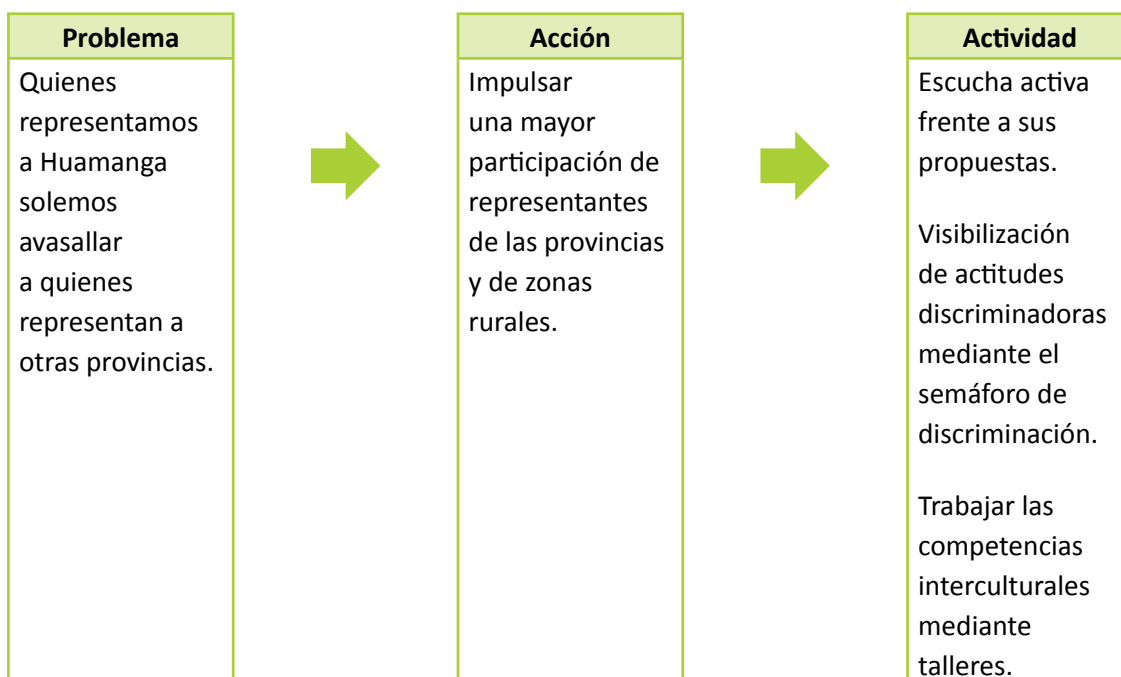 Problema
Quienes
representamos
a Huamanga
solemos
avasallar
a quienes
representan a
otras provincias.
Acción
Impulsar
una mayor
participación de
representantes
de las provincias
y de zonas
rurales.
Actividad
Escucha activa
frente a sus
propuestas.
Visibilización
de actitudes
discriminadoras
mediante el
semáforo de
discriminación.
Trabajar las
competencias
interculturales
mediante
talleres.